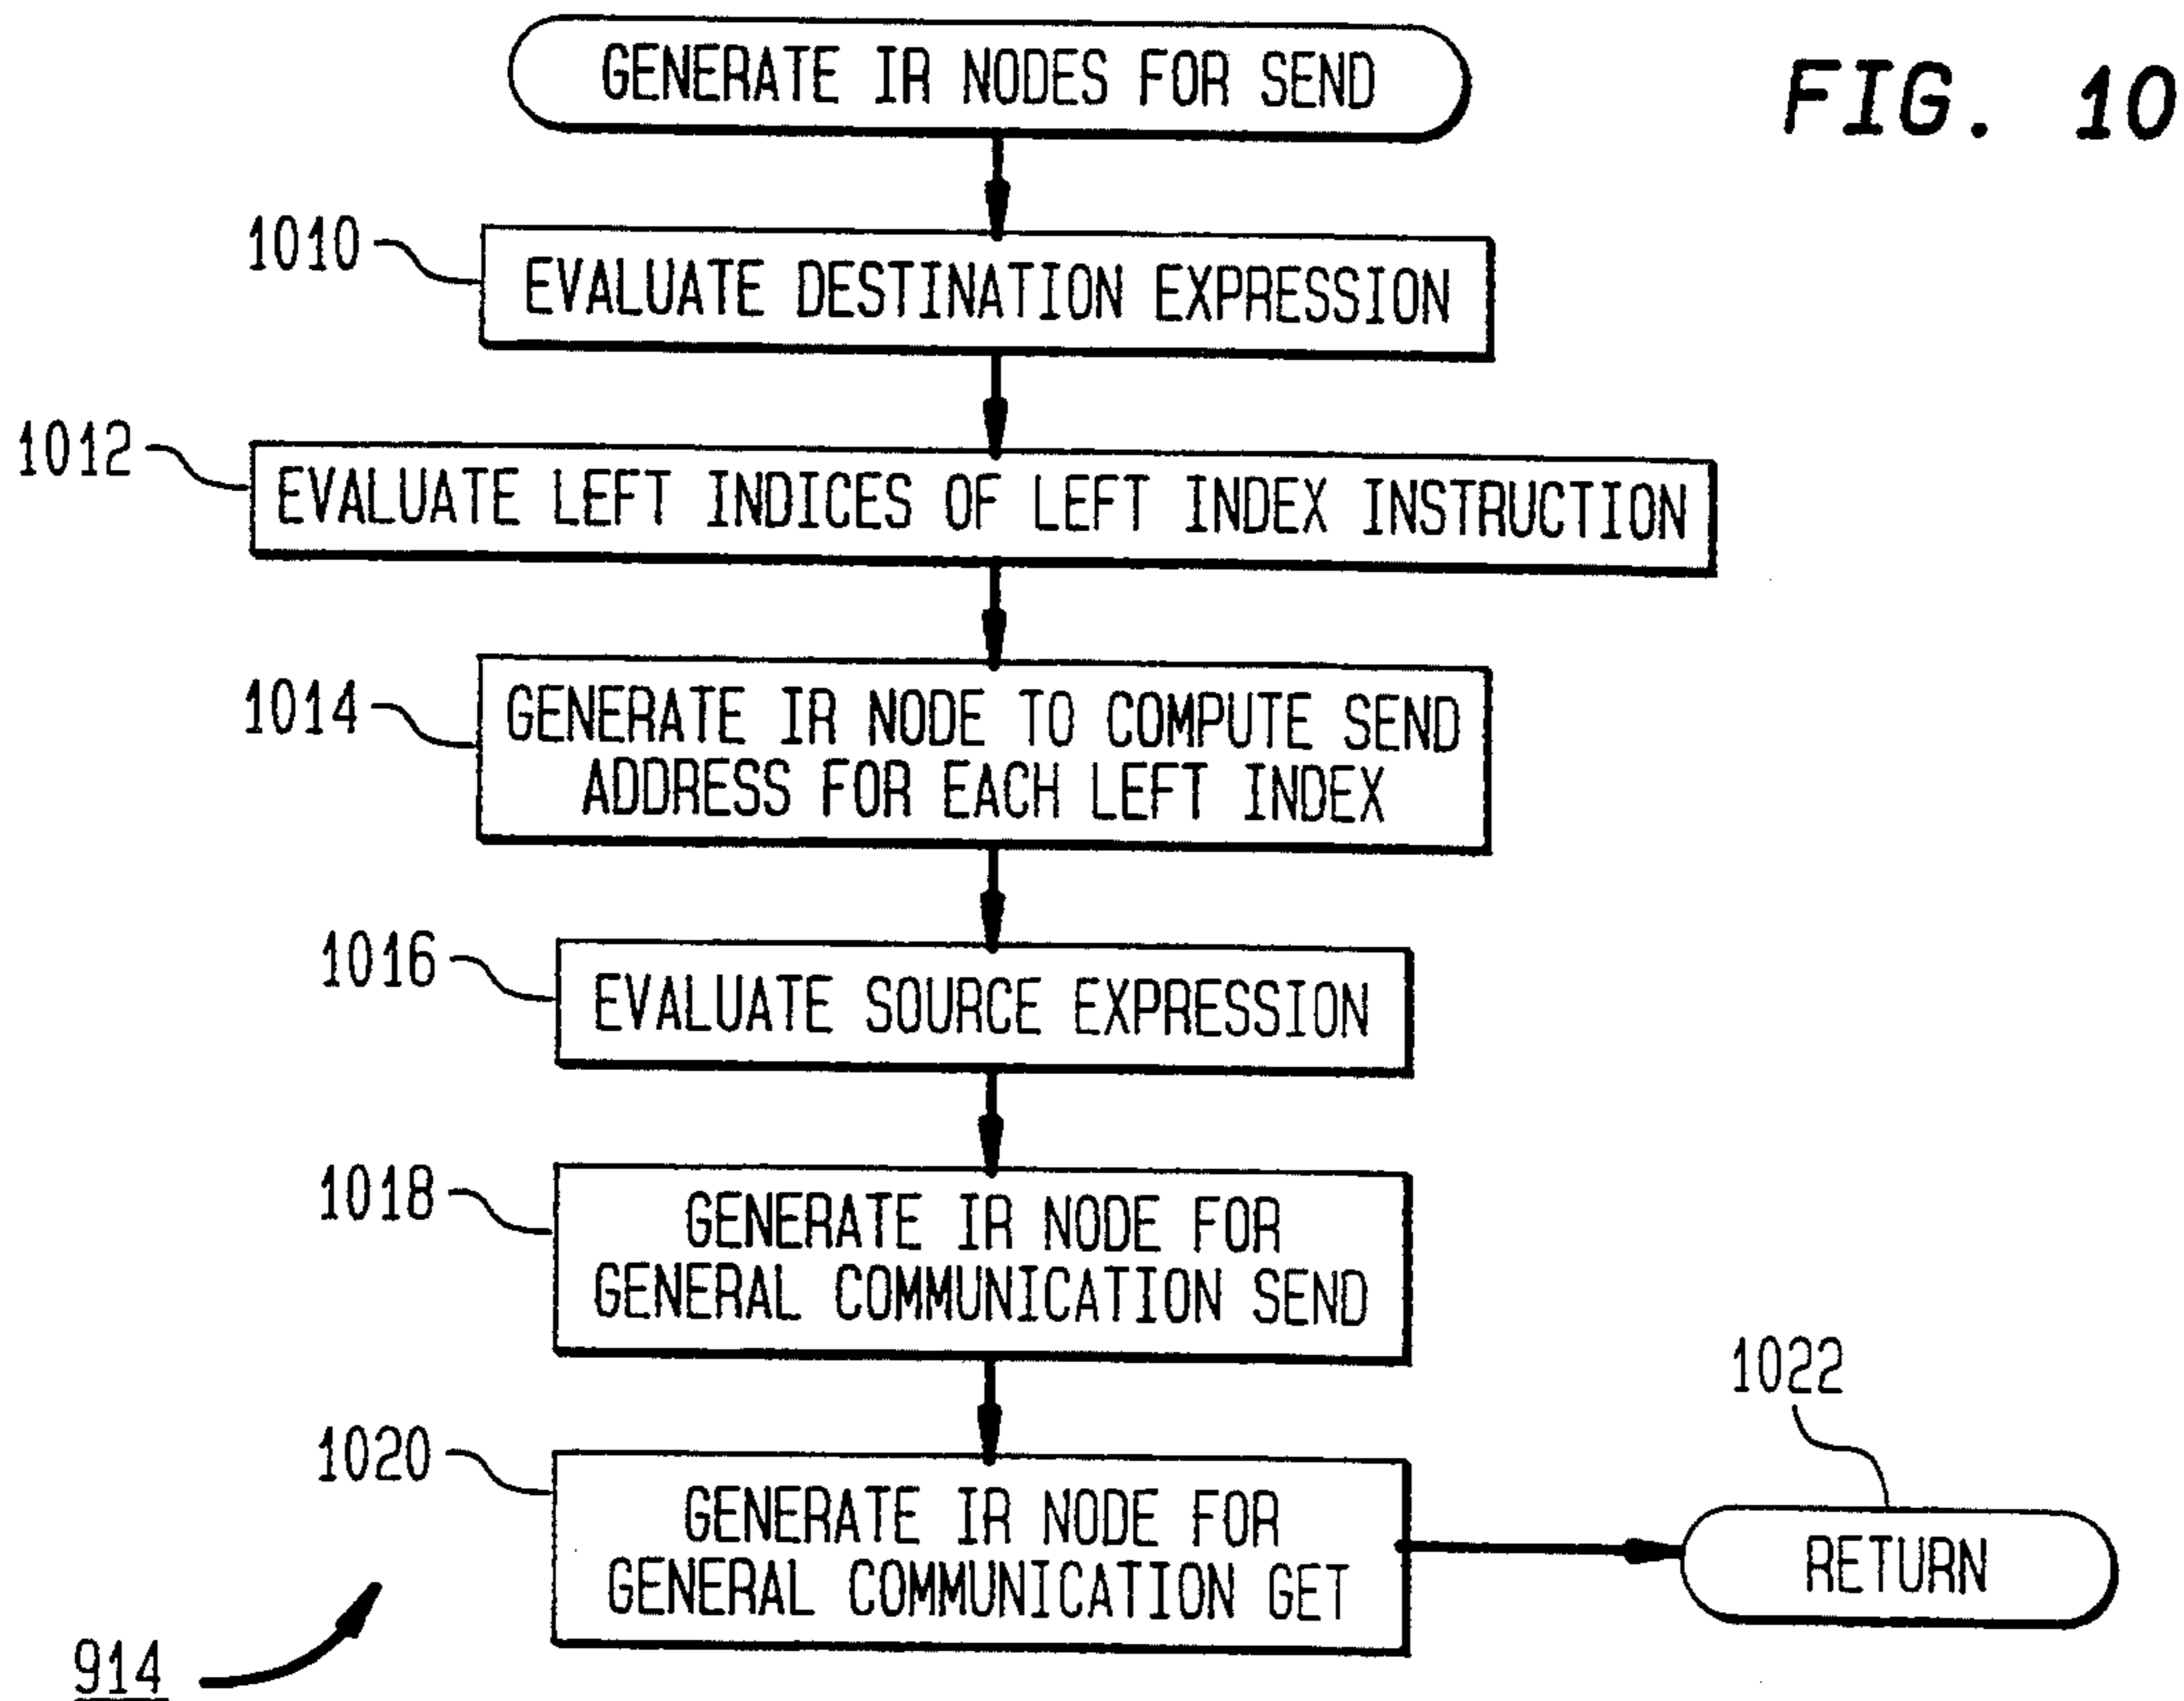 GENERATE IR NODES FOR SEND
FIG. 10
1010
EVALUATE DESTINATION EXPRESSION
1012
EVALUATE LEFT INDICES OF LEFT INDEX INSTRUCTION
1014
GENERATE IR NODE TO COMPUTE SEND
ADDRESS FOR EACH LEFT INDEX
1016
EVALUATE SOURCE EXPRESSION
1018
GENERATE IR NODE FOR
GENERAL COMMUNICATION SEND
1020
GENERATE IR NODE FOR
GENERAL COMMUNICATION GET
1022
RETURN
914